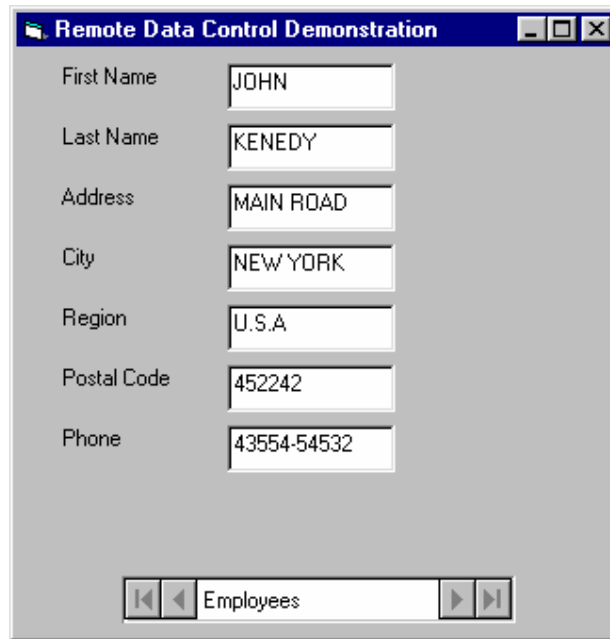 Remote Data Control Demonstration
First Name JOHN
Last Name KENEDY
Address MAIN ROAD
City NEW YORK
Region U.S.A
Postal Code 452242
Phone 43554-54532
Employees